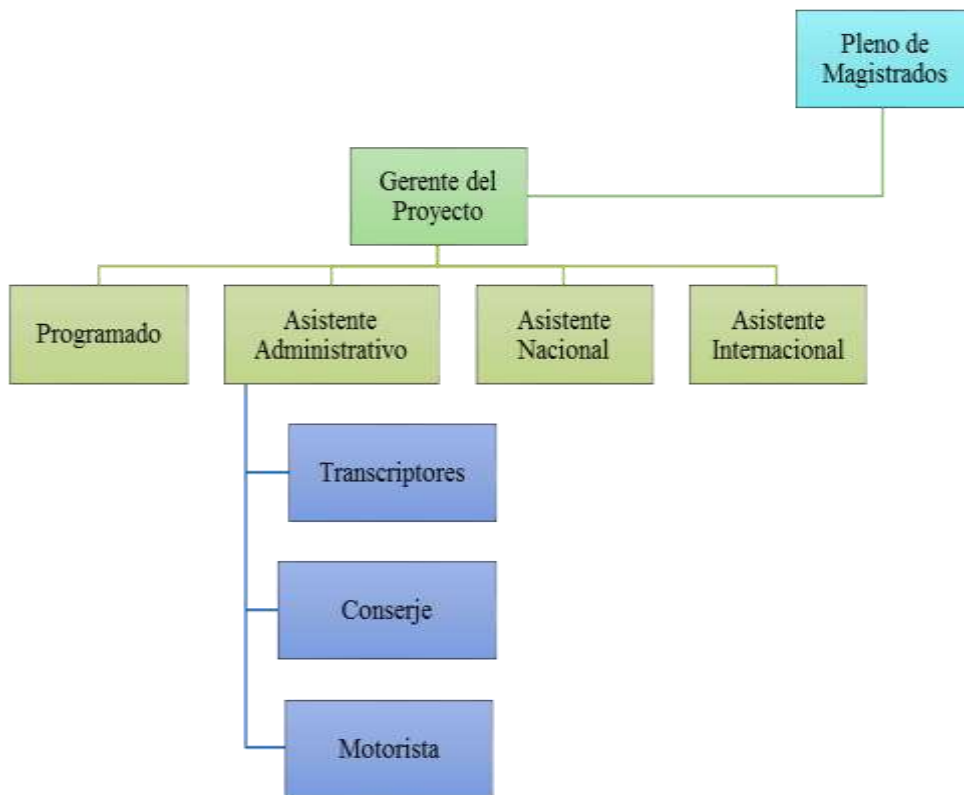 Pleno de
Magistrados
Gerente del
Proyecto
Programado
Asistente
Administrativo
Asistente
Nacional
Asistente
Internacional
Transcriptores
Conserje
Motorista